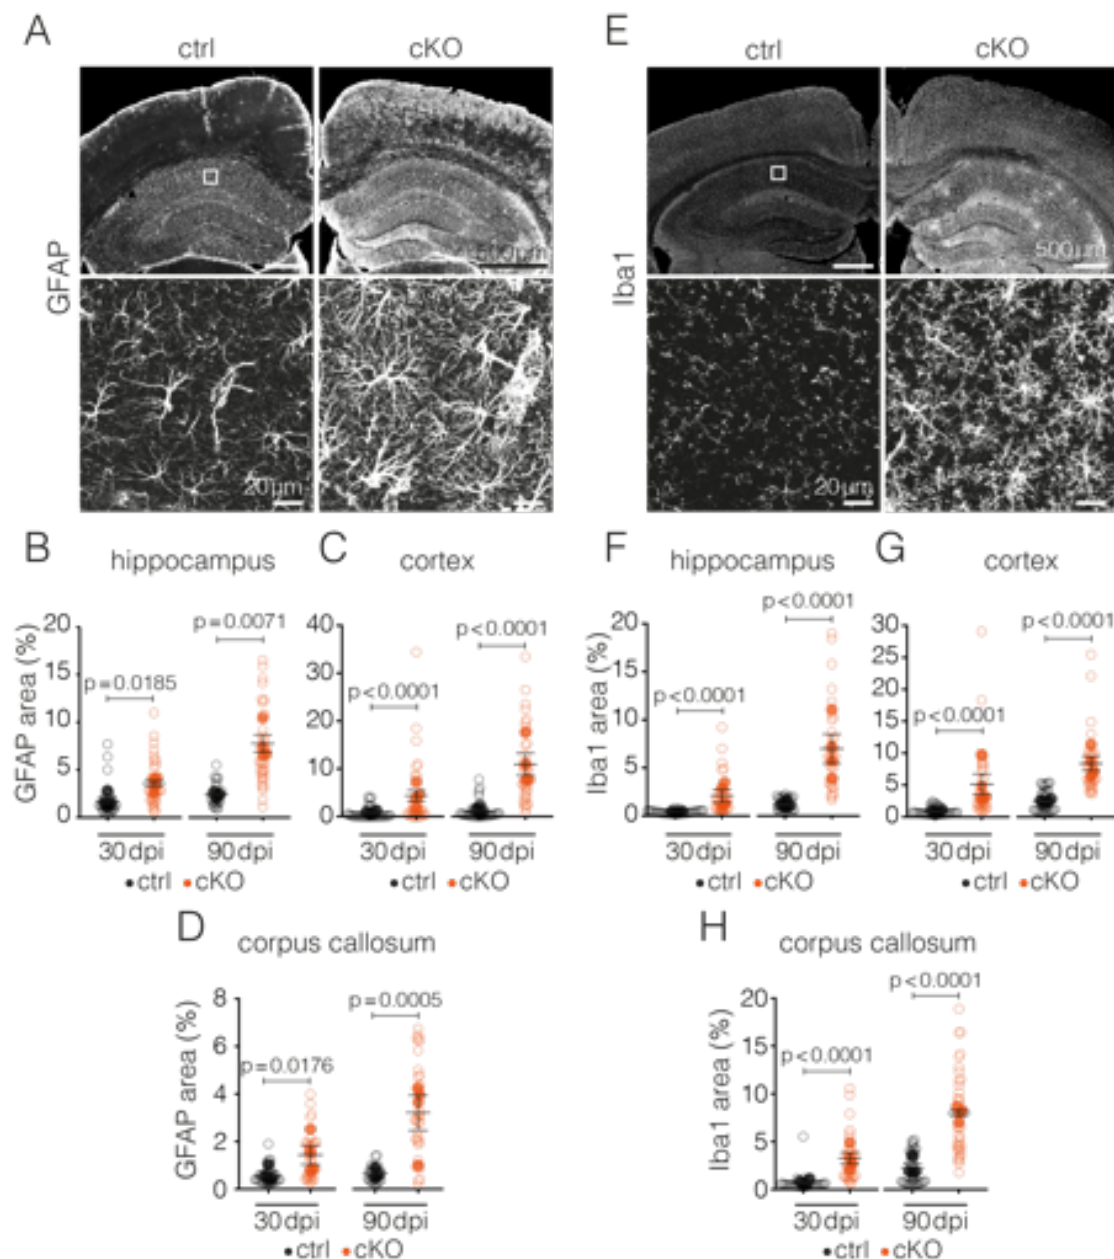 A
ctrl
cKO
GFAP
500µm
20µm
B
hippocampus
GFAP area (%)
20
15
10
5
0
p=0.0185
p=0.0071
30dpi
90dpi
C
cortex
40
30
20
10
0
p<0.0001
p<0.0001
30dpi
90dpi
ctrl cKO
D
corpus callosum
GFAP area (%)
8
6
4
2
0
p=0.0176
p=0.0005
30dpi
90dpi
ctrl cKO
E
ctrl
cKO
Iba1
500µm
20µm
F
hippocampus
Iba1 area (%)
20
15
10
5
0
p<0.0001
p<0.0001
30dpi
90dpi
G
cortex
30
25
20
15
10
5
0
p<0.0001
p<0.0001
30dpi
90dpi
ctrl cKO
H
corpus callosum
Iba1 area (%)
20
15
10
5
0
p<0.0001
p<0.0001
30dpi
90dpi
ctrl cKO